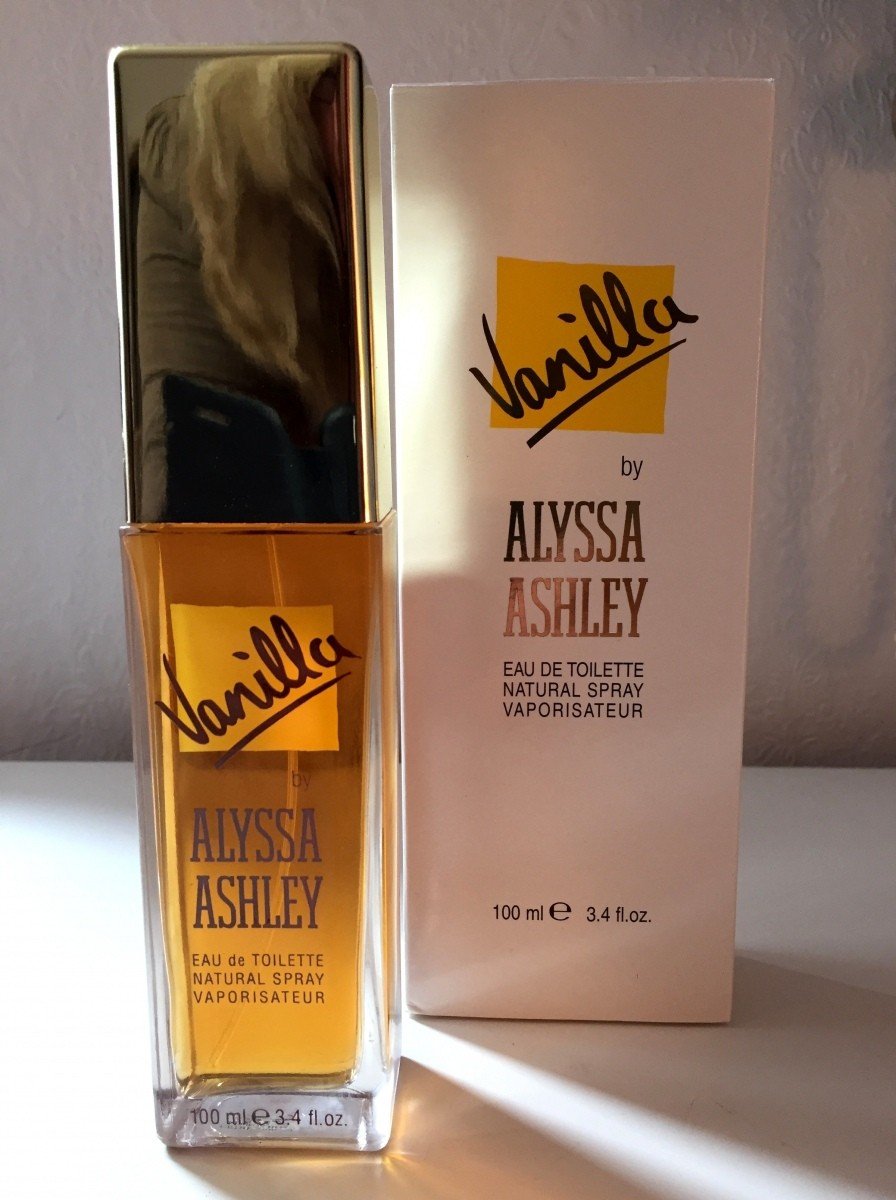 Vanilla
by
ALYSSA
ASHLEY
EAU de TOILETTE
NATURAL SPRAY
VAPORISATEUR
100 ml e 3.4 fl.oz.
Vanilla
by
ALYSSA
ASHLEY
EAU DE TOILETTE
NATURAL SPRAY
VAPORISATEUR
100 ml e 3.4 fl.oz.